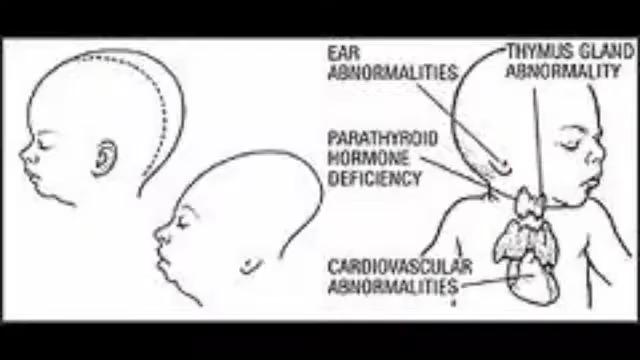 EAR
ABNORMALITIES
THYMUS GLAND
ABNORMALITY
PARATHYROID
HORMONE
DEFICIENCY
CARDIOVASCULAR
ABNORMALITIES